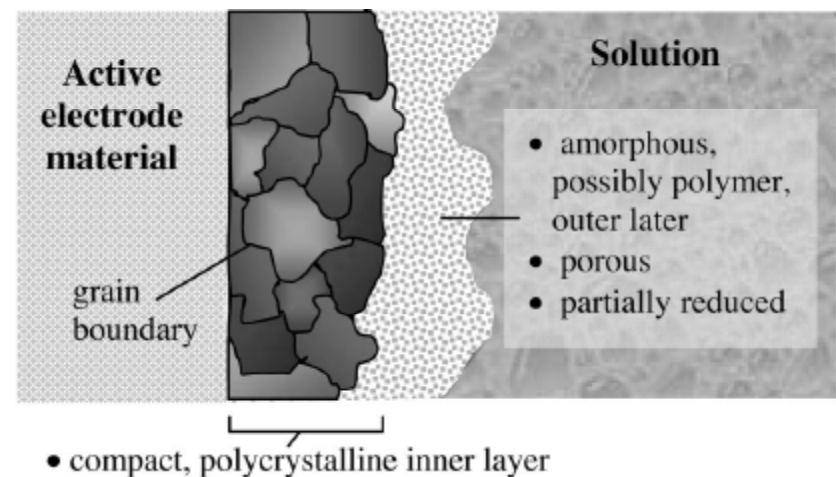 Active
electrode
material
Solution
• amorphous,
possibly polymer,
outer later
• porous
• partially reduced
grain
boundary
• compact, polycrystalline inner layer